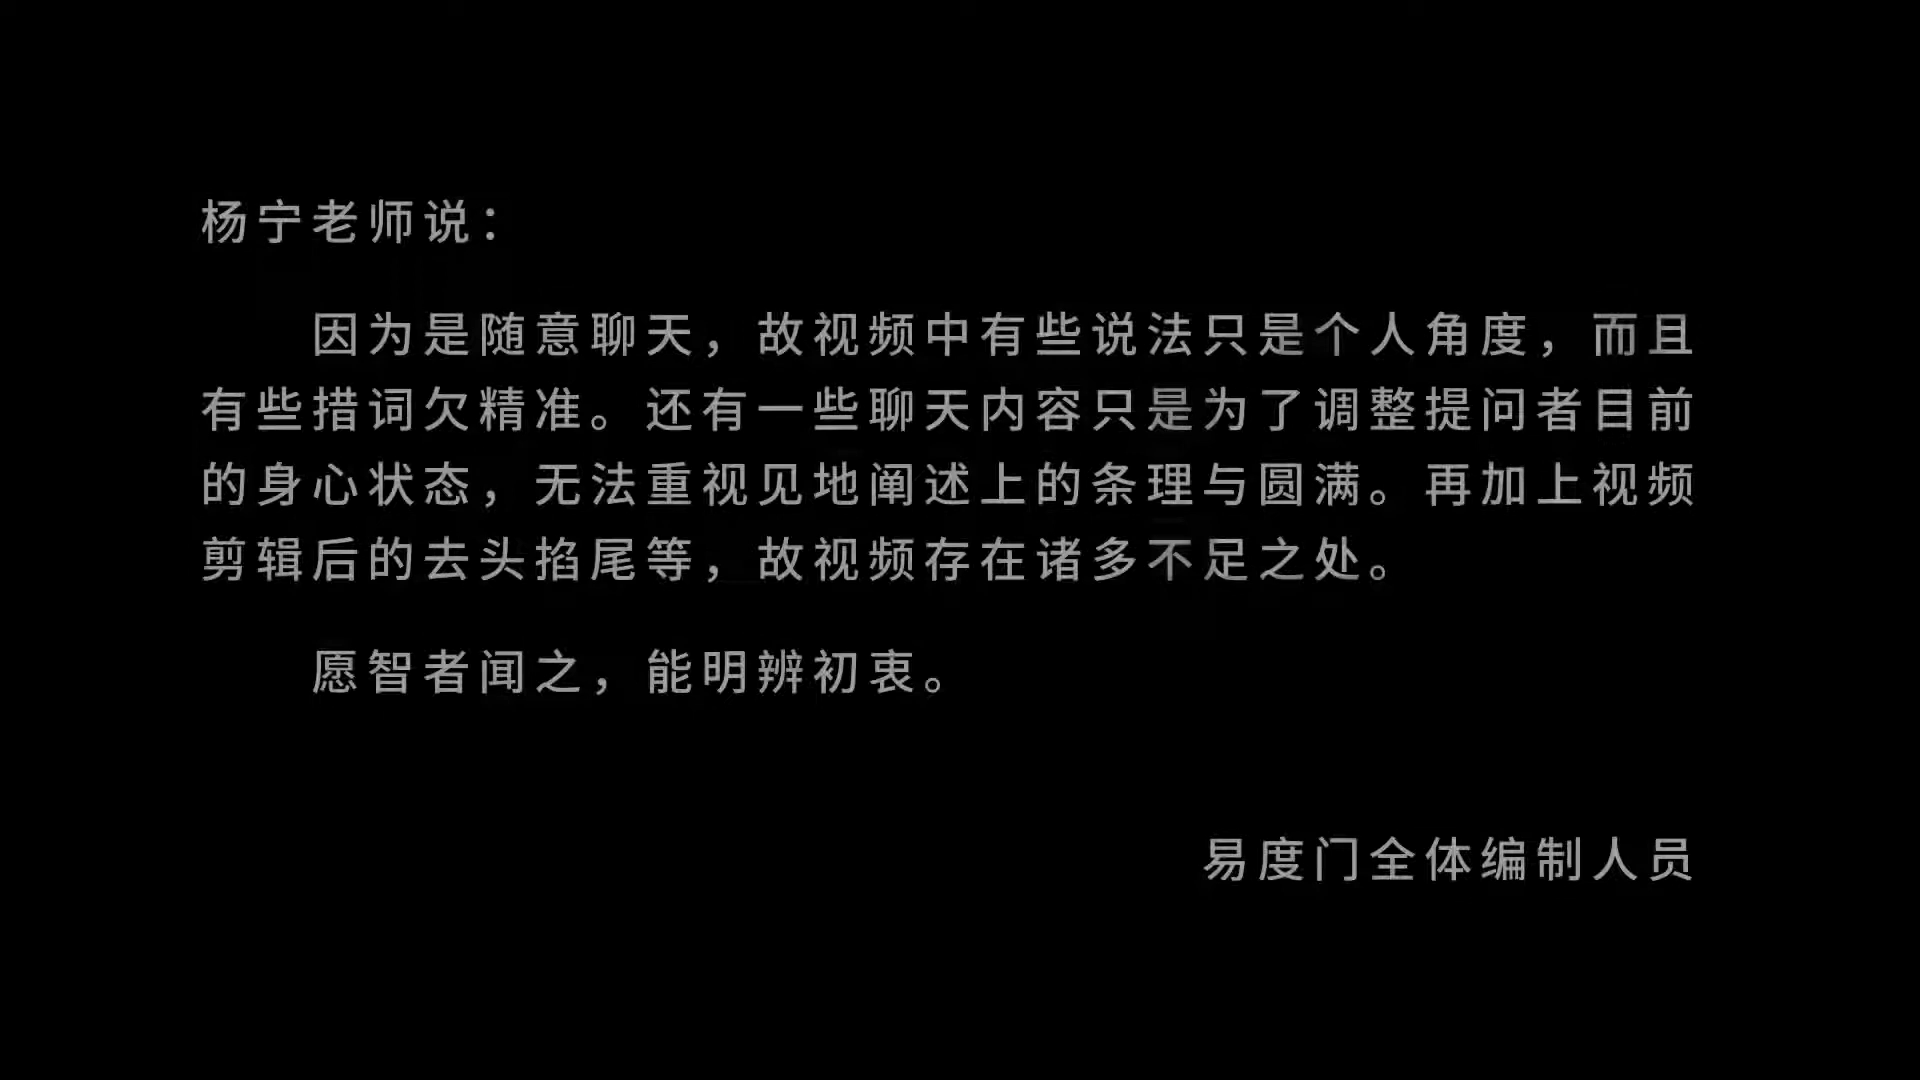 杨宁老师说：
因为是随意聊天，故视频中有些说法只是个人角度，而且
有些措词欠精准。还有一些聊天内容只是为了调整提问者目前
的身心状态，无法重视见地阐述上的条理与圆满。再加上视频
剪辑后的去头掐尾等，故视频存在诸多不足之处。
愿智者闻之，能明辨初衷。
易度门全体编制人员